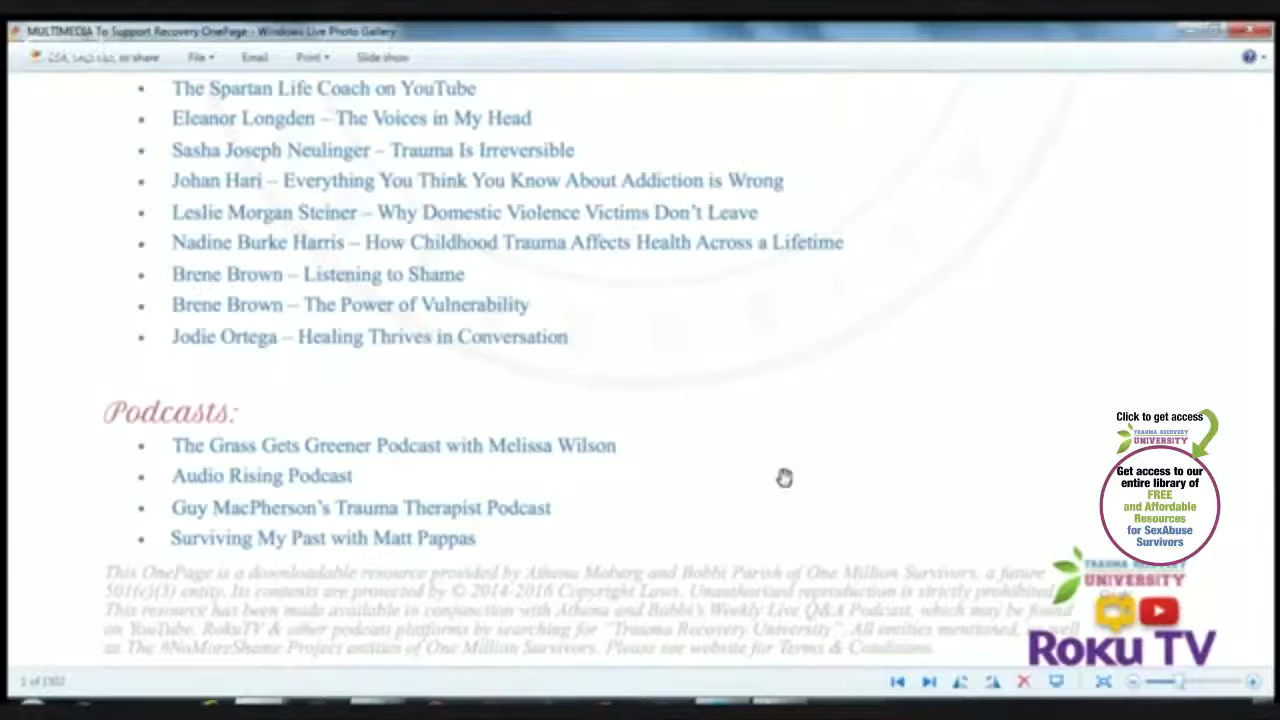 MULTIMEDIA To Support Recovery OnePage - Windows Live Photo Gallery
or share File Email Print Slide show
• The Spartan Life Coach on YouTube
• Eleanor Longden – The Voices in My Head
• Sasha Joseph Neulinger – Trauma Is Irreversible
• Johan Hari – Everything You Think You Know About Addiction is Wrong
• Leslie Morgan Steiner – Why Domestic Violence Victims Don't Leave
• Nadine Burke Harris – How Childhood Trauma Affects Health Across a Lifetime
• Brene Brown – Listening to Shame
• Brene Brown – The Power of Vulnerability
• Jodie Ortega – Healing Thrives in Conversation
Podcasts:
• The Grass Gets Greener Podcast with Melissa Wilson
• Audio Rising Podcast
• Guy MacPherson's Trauma Therapist Podcast
• Surviving My Past with Matt Pappas
This OnePage is a downloadable resource provided by Athena Moberg and Bobbi Parish of One Million Survivors, a future
501(c)(3) entity. Its contents are protected by © 2014-2016 Copyright Laws. Unauthorized reproduction is strictly prohibited
This resource has been made available in conjunction with Athena and Bobbi's Weekly Live Q&A Podcast, which may be found
on YouTube, RokuTV & other podcast platforms by searching for "Trauma Recovery University". All entities mentioned,
as The #NoMoreShame Project entities of One Million Survivors. Please see website for Terms & Conditions.
Click to get access
TRAUMA RECOVERY
UNIVERSITY
Get access to our
entire library of
FREE
and Affordable
Resources
for SexAbuse
Survivors
TRAUMA RECOVERY
UNIVERSITY
ROKU TV